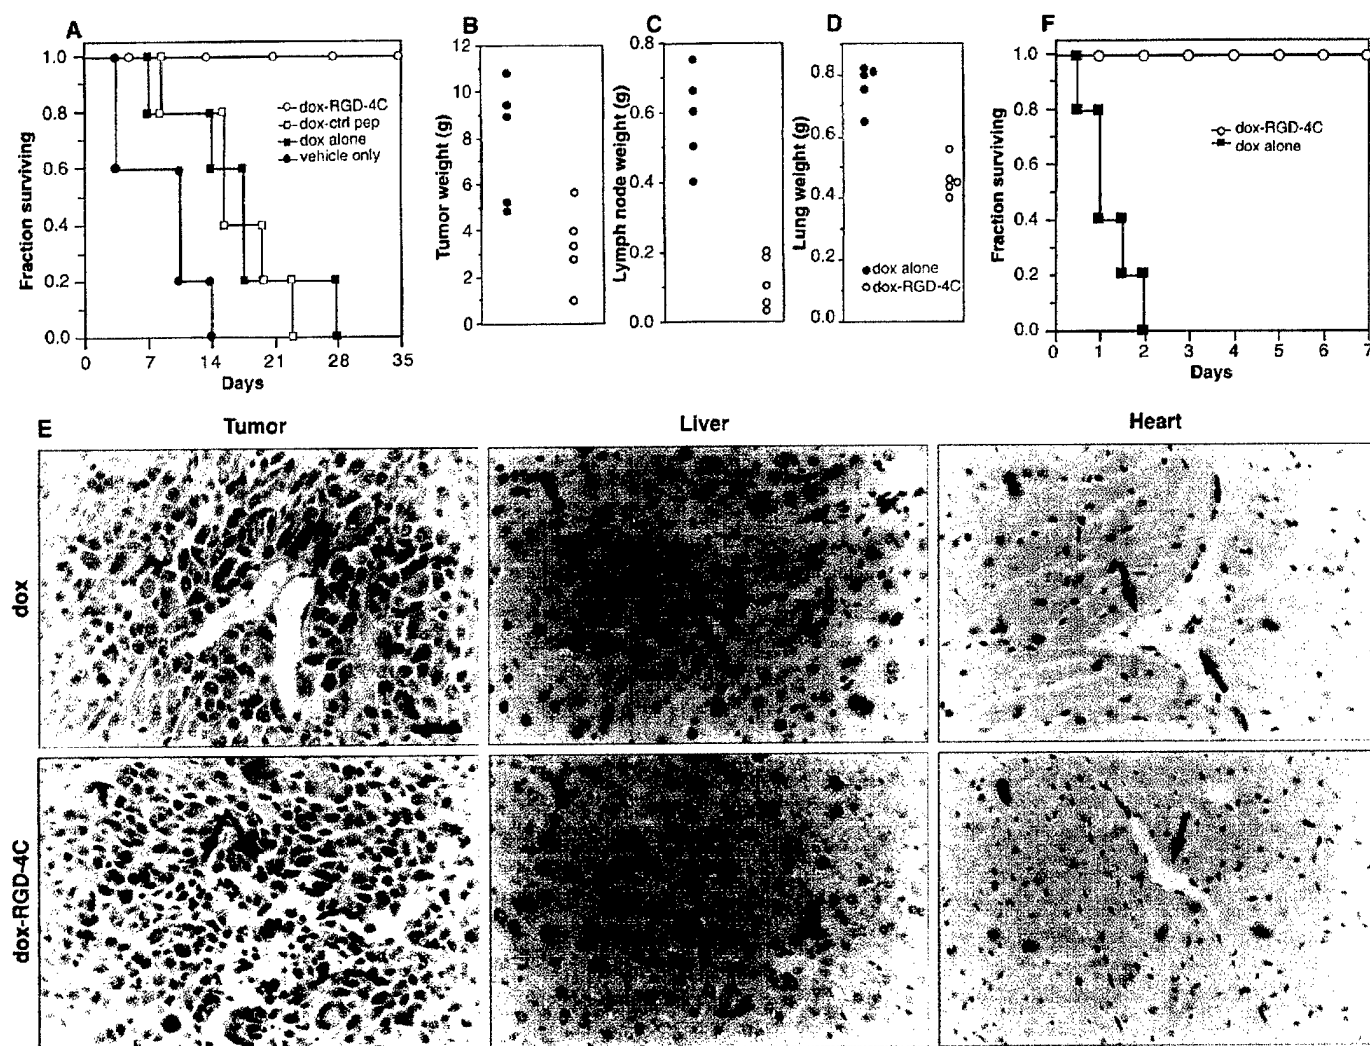 A
1.0
0.8
0.6
0.4
0.2
0.0
Fraction surviving
0 7 14 21 28 35
Days
dox-RGD-4C
dox-ctrl pep
dox alone
vehicle only
B
12
10
8
6
4
2
0
Tumor weight (g)
C
0.8
0.6
0.4
0.2
0.0
Lymph node weight (g)
D
0.8
0.6
0.4
0.2
0.0
Lung weight (g)
dox alone
dox-RGD-4C
F
1.0
0.8
0.6
0.4
0.2
0.0
Fraction surviving
0 1 2 3 4 5 6 7
Days
dox-RGD-4C
dox alone
E
Tumor Liver Heart
dox
dox-RGD-4C